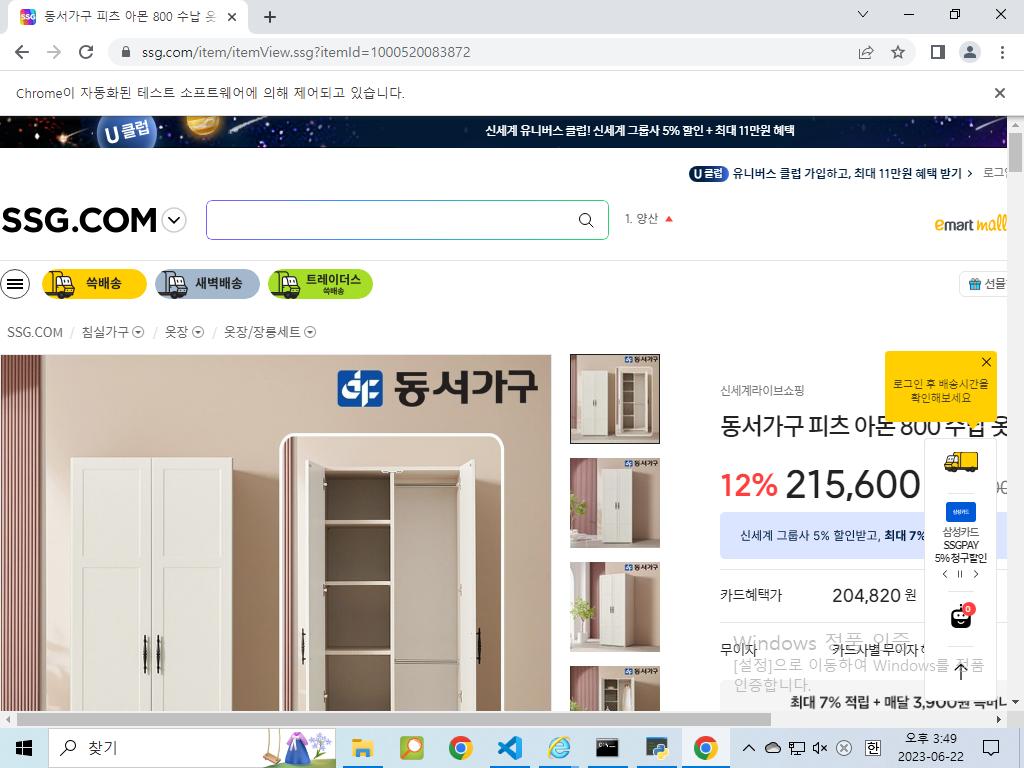 동서가구 피츠 아몬 800 수납 옷
ssg.com/item/itemView.ssg?itemId=1000520083872
Chrome이 자동화된 테스트 소프트웨어에 의해 제어되고 있습니다.
U 클럽
신세계 유니버스 클럽! 신세계 그룹사 5% 할인 + 최대 11만원 혜택
U 클럽 유니버스 클럽 가입하고, 최대 11만원 혜택 받기 > 로그인
SSG.COM
1. 양산
emart mall
쓱배송
새벽배송
트레이더스
쓱배송
선물
SSG.COM / 침실가구 / 옷장 / 옷장/장롱세트
동서가구
로그인 후 배송시간을
확인해보세요
신세계라이브쇼핑
동서가구 피츠 아몬 800 수납 옷
12% 215,600
삼성카드
신세계 그룹사 5% 할인받고, 최대 7%
삼성카드
SSGPAY
5% 청구할인
카드혜택가 204,820 원
0
Windows 정품 인증
무이자 카드사별 무이자
[설정]으로 이동하여 Windows를 정품
인증합니다.
최대 7% 적립 + 매달 3,900원 멤버
찾기
오후 3:49
한
2023-06-22